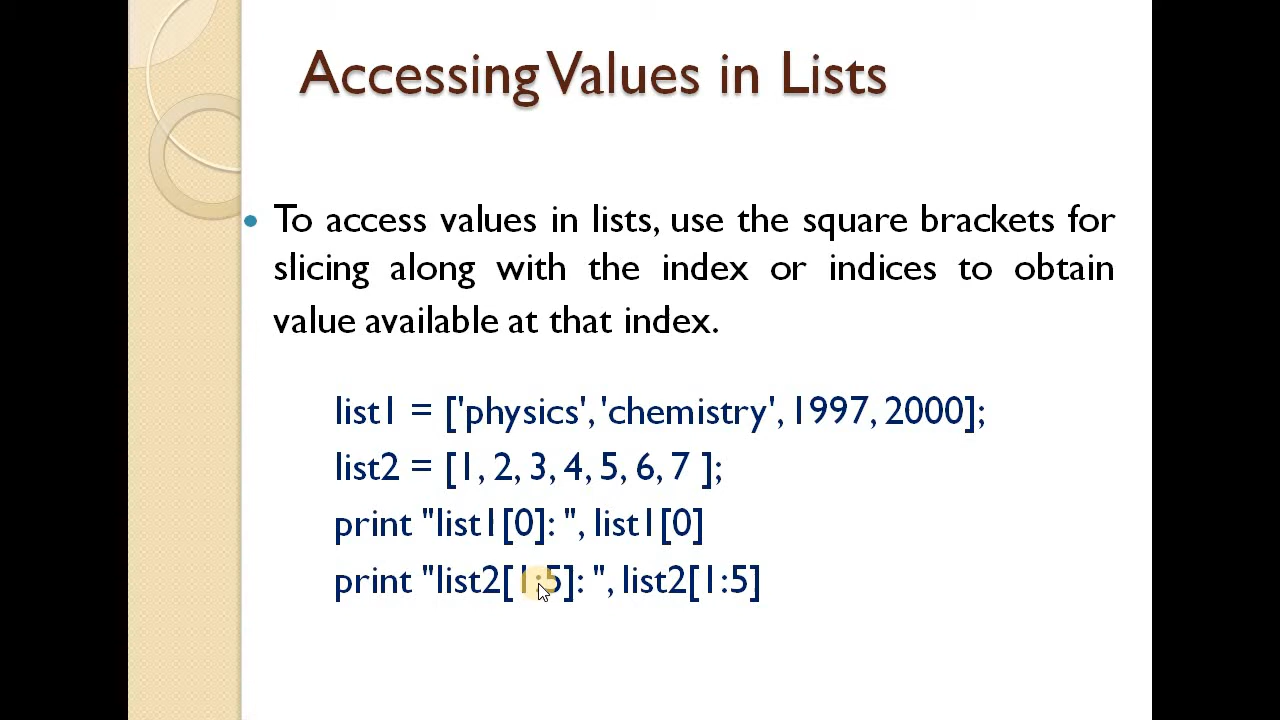 Accessing Values in Lists
To access values in lists, use the square brackets for
slicing along with the index or indices to obtain
value available at that index.
list1 = ['physics', 'chemistry', 1997, 2000];
list2 = [1, 2, 3, 4, 5, 6, 7 ];
print "list1[0]: ", list1[0]
print "list2[1:5]: ", list2[1:5]